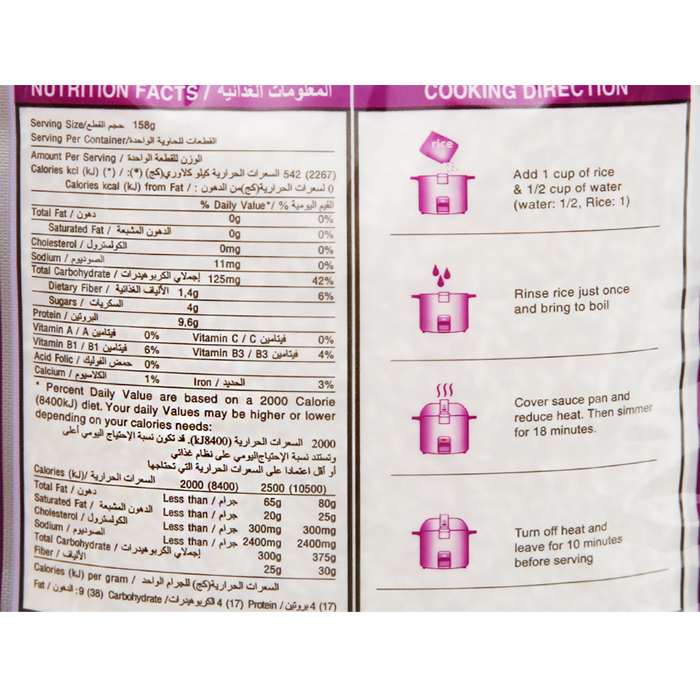 NUTRITION FACTS / المعلومات الغذائية
Serving Size/حجم القطع 158g
Serving Per Container/القطعات للحاوية الواحدة
Amount Per Serving / الوزن للقطعة الواحدة
Calories kcl (kJ) (*) / :(*) السعرات الحرارية كيلو كلاوري(كج) 542 (2267)
Calories kcal (kJ) from Fat / : السعرات الحرارية(كج)من الدهون 0
% Daily Value*/ % القيم اليومية
Total Fat / دهون 0g 0%
Saturated Fat / الدهون المشبعة 0g 0%
Cholesterol / الكولسترول 0mg 0%
Sodium / الصوديوم 11mg 0%
Total Carbohydrate / إجمالي الكربوهيدرات 125mg 42%
Dietary Fiber / الألياف الغذائية 1,4g 6%
Sugars / السكريات 4g
Protein / البروتين 9,6g
Vitamin A / A فيتامين 0% Vitamin C / C فيتامين 0%
Vitamin B1 / B1 فيتامين 6% Vitamin B3 / B3 فيتامين 4%
Acid Folic / حمض الفوليك 0%
Calcium / الكالسيوم 1% Iron / الحديد 3%
* Percent Daily Value are based on a 2000 Calorie
(8400kJ) diet. Your daily Values may be higher or lower
depending on your calories needs:
2000 السعرات الحرارية (kJ8400). قد تكون نسبة الإحتياج اليومي أعلى
وتستند نسبة الإحتياج اليومي على نظام غذائي
أو أقل اعتمادا على السعرات الحرارية التي تحتاجها
Calories (kJ)/ السعرات الحرارية 2000 (8400) 2500 (10500)
Total Fat / دهون Less than / جرام 65g 80g
Saturated Fat / الدهون المشبعة Less than / جرام 20g 25g
Cholesterol / الكولسترول Less than / جرام 300mg 300mg
Sodium / الصوديوم Less than / جرام 2400mg 2400mg
Total Carbohydrate / إجمالي الكربوهيدرات 300g 375g
Fiber / الألياف 25g 30g
Calories (kJ) per gram / السعرات الحرارية(كج) للجرام الواحد
Fat / الدهون :9 (38) Carbohydrate / الكربوهيدرات 4 (17) Protein / بروتين 4 (17)
COOKING DIRECTION
rice
Add 1 cup of rice
& 1/2 cup of water
(water: 1/2, Rice: 1)
Rinse rice just once
and bring to boil
Cover sauce pan and
reduce heat. Then simmer
for 18 minutes.
Turn off heat and
leave for 10 minutes
before serving